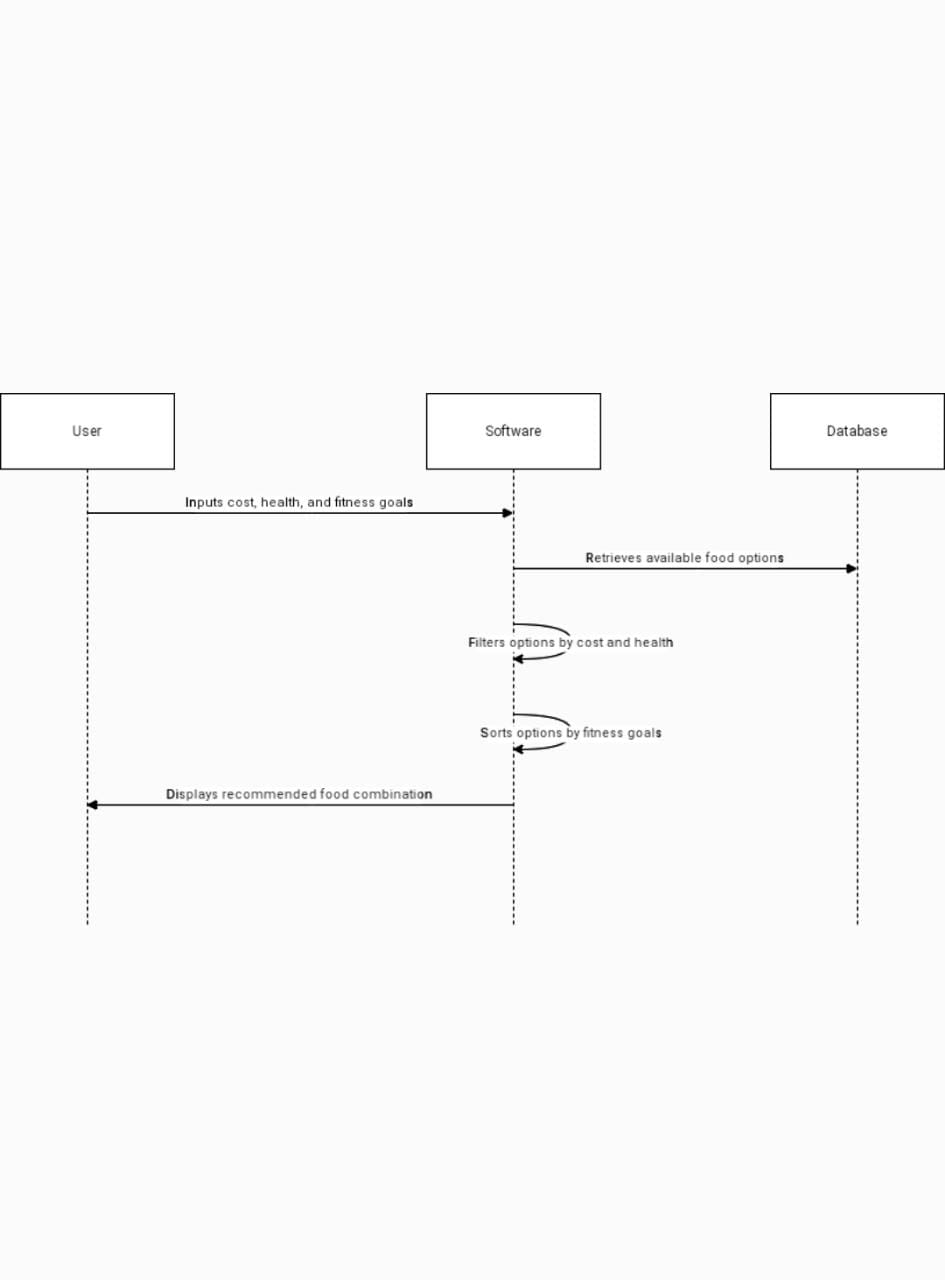 User
Software
Database
Inputs cost, health, and fitness goals
Retrieves available food options
Filters options by cost and health
Sorts options by fitness goals
Displays recommended food combination